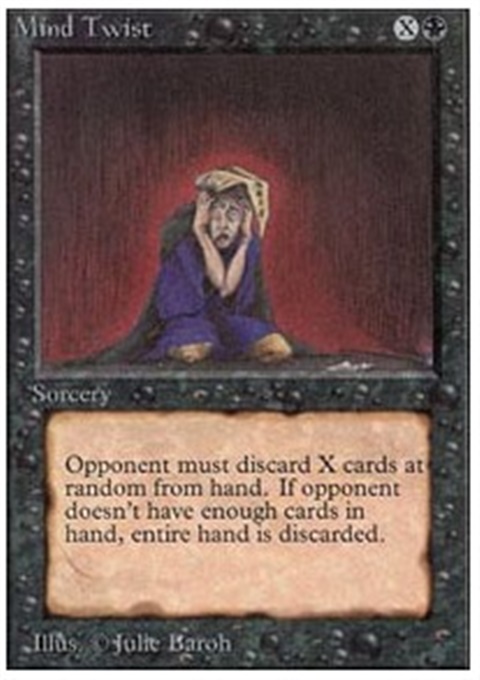 Mind Twist
X
Sorcery
Opponent must discard X cards at
random from hand. If opponent
doesn't have enough cards in
hand, entire hand is discarded.
Illus. © Julie Baroh